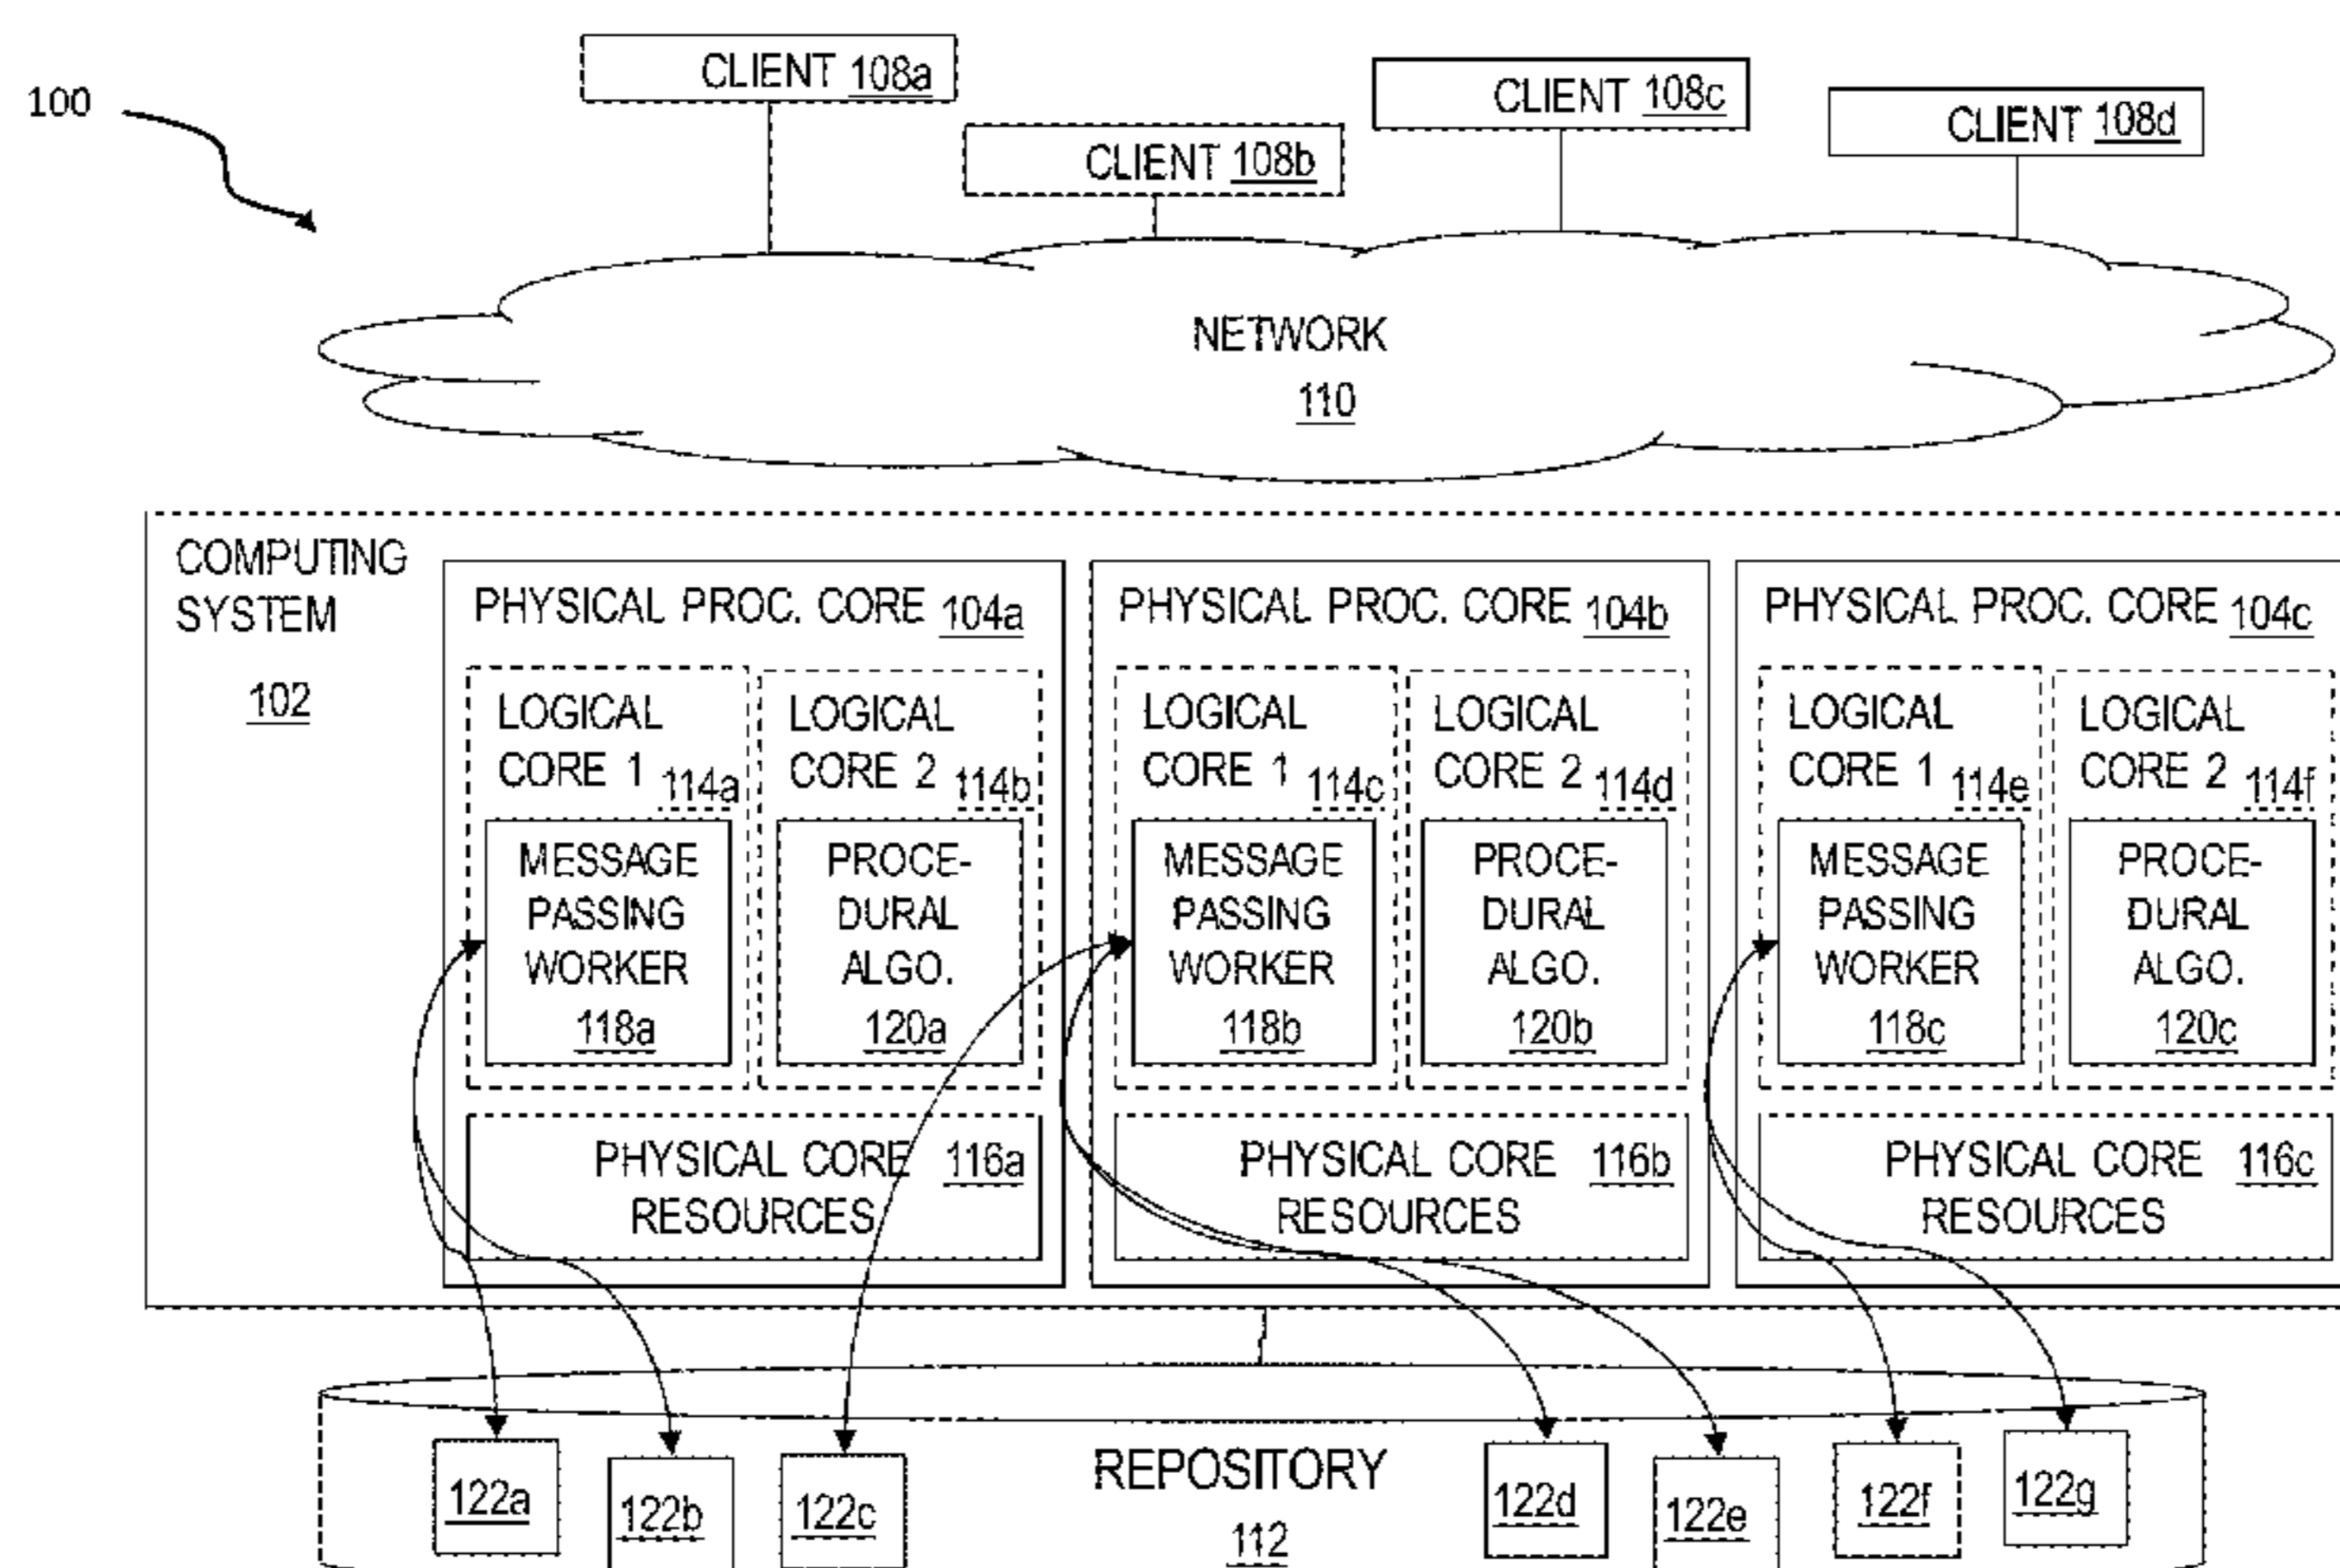 100
CLIENT 108a
CLIENT 108b
CLIENT 108c
CLIENT 108d
NETWORK
110
COMPUTING
SYSTEM
102
PHYSICAL PROC. CORE 104a
LOGICAL
CORE 1 114a
MESSAGE
PASSING
WORKER
118a
LOGICAL
CORE 2 114b
PROCE-
DURAL
ALGO.
120a
PHYSICAL CORE 116a
RESOURCES
PHYSICAL PROC. CORE 104b
LOGICAL
CORE 1 114c
MESSAGE
PASSING
WORKER
118b
LOGICAL
CORE 2 114d
PROCE-
DURAL
ALGO.
120b
PHYSICAL CORE 116b
RESOURCES
PHYSICAL PROC. CORE 104c
LOGICAL
CORE 1 114e
MESSAGE
PASSING
WORKER
118c
LOGICAL
CORE 2 114f
PROCE-
DURAL
ALGO.
120c
PHYSICAL CORE 116c
RESOURCES
122a
122b
122c
REPOSITORY
112
122d
122e
122f
122g